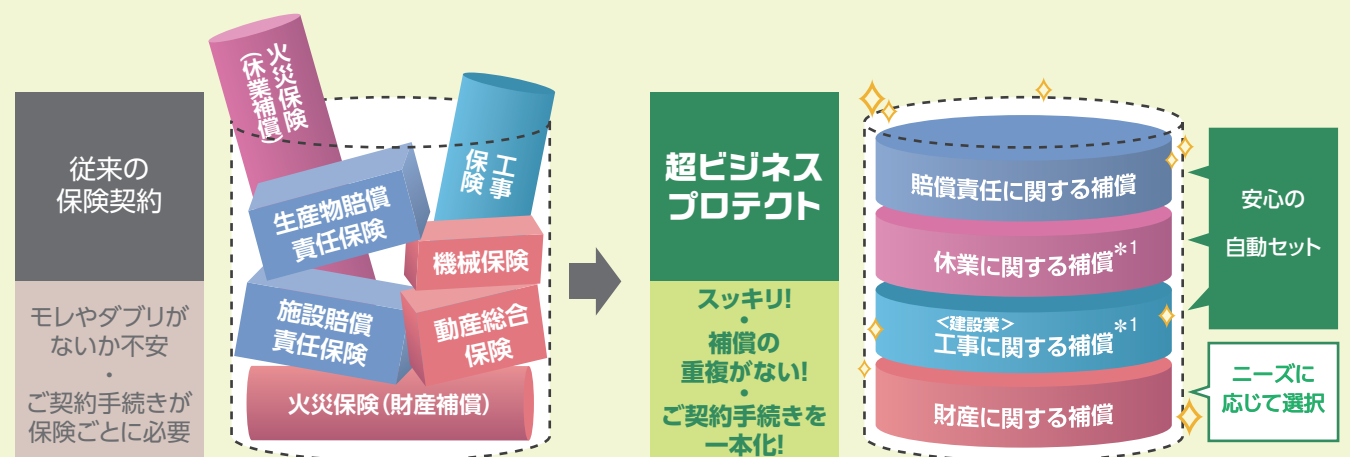 従来の
保険契約
モレやダブリが
ないか不安
・
ご契約手続きが
保険ごとに必要
火災保険
(休業補償)
工事
保険
生産物賠償
責任保険
機械保険
施設賠償
責任保険
動産総合
保険
火災保険(財産補償)
超ビジネス
プロテクト
スッキリ!
・
補償の
重複がない!
・
ご契約手続きを
一本化!
賠償責任に関する補償
休業に関する補償*1
<建設業>
工事に関する補償*1
財産に関する補償
安心の
自動セット
ニーズに
応じて選択